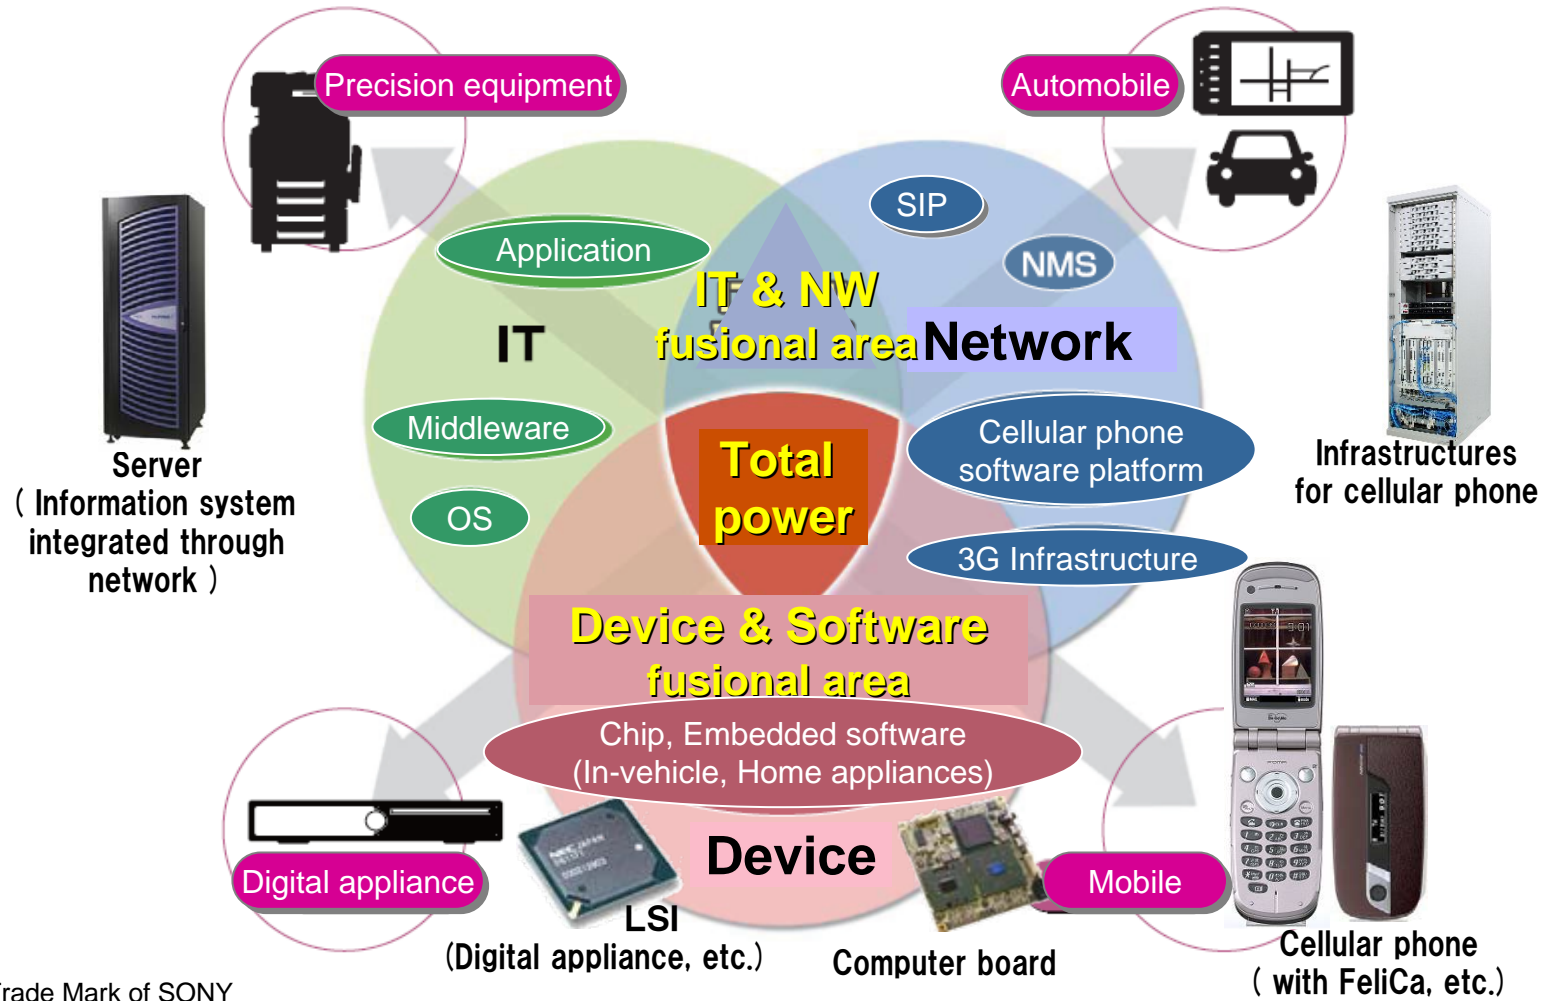 Precision equipment
Automobile
SIP
Application
NMS
IT & NW
fusional area
IT
Network
Middleware
Cellular phone
software platform
Total
power
OS
3G Infrastructure
Server
( Information system
integrated through
network )
Infrastructures
for cellular phone
Device & Software
fusional area
Chip, Embedded software
(In-vehicle, Home appliances)
Device
Digital appliance
NEC JAPAN
Mobile
LSI
(Digital appliance, etc.)
Computer board
Cellular phone
( with FeliCa, etc.)
Trade Mark of SONY